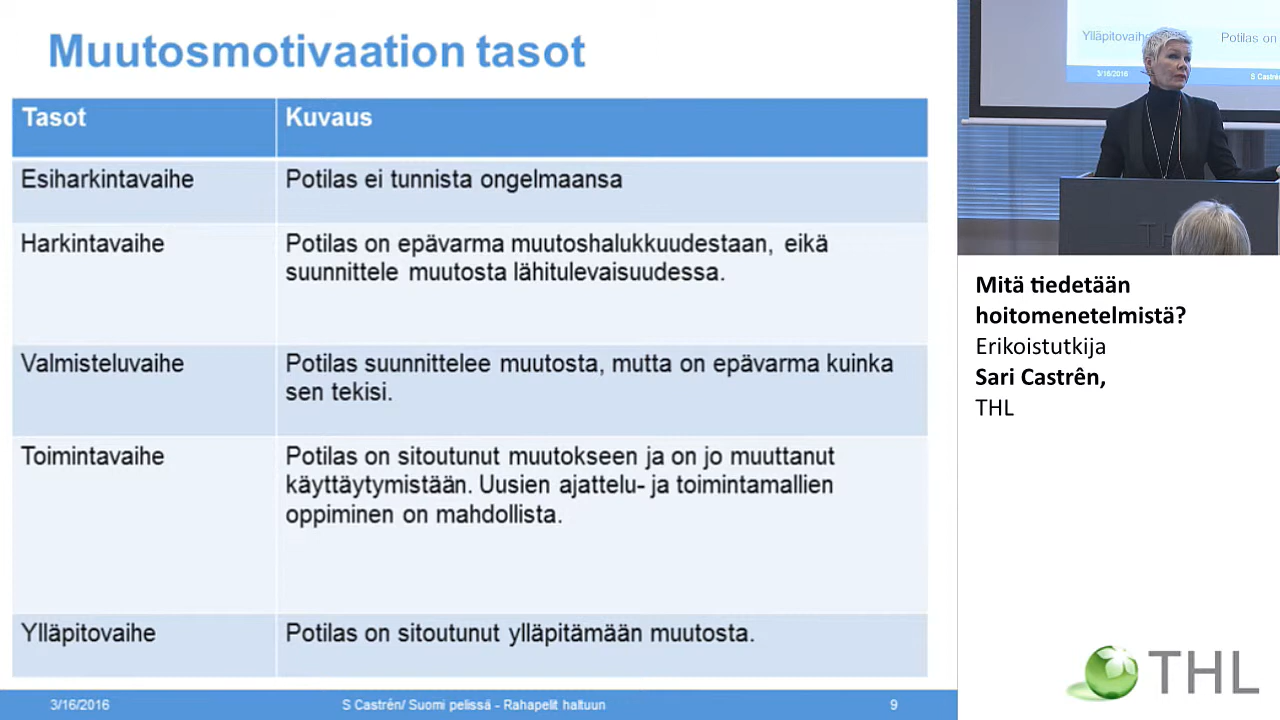 Muutosmotivaation tasot
Tasot
Kuvaus
Esiharkintavaihe
Potilas ei tunnista ongelmaansa
Harkintavaihe
Potilas on epävarma muutoshalukkuudestaan, eikä
suunnittele muutosta lähitulevaisuudessa.
Valmisteluvaihe
Potilas suunnittelee muutosta, mutta on epävarma kuinka
sen tekisi.
Toimintavaihe
Potilas on sitoutunut muutokseen ja on jo muuttanut
käyttäytymistään. Uusien ajattelu- ja toimintamallien
oppiminen on mahdollista.
Ylläpitovaihe
Potilas on sitoutunut ylläpitämään muutosta.
3/16/2016
S Castrên/ Suomi pelissä - Rahapelit haltuun
9
Potilas on
3/16/2016
Mitä tiedetään
hoitomenetelmistä?
Erikoistutkija
Sari Castrên,
THL
THL